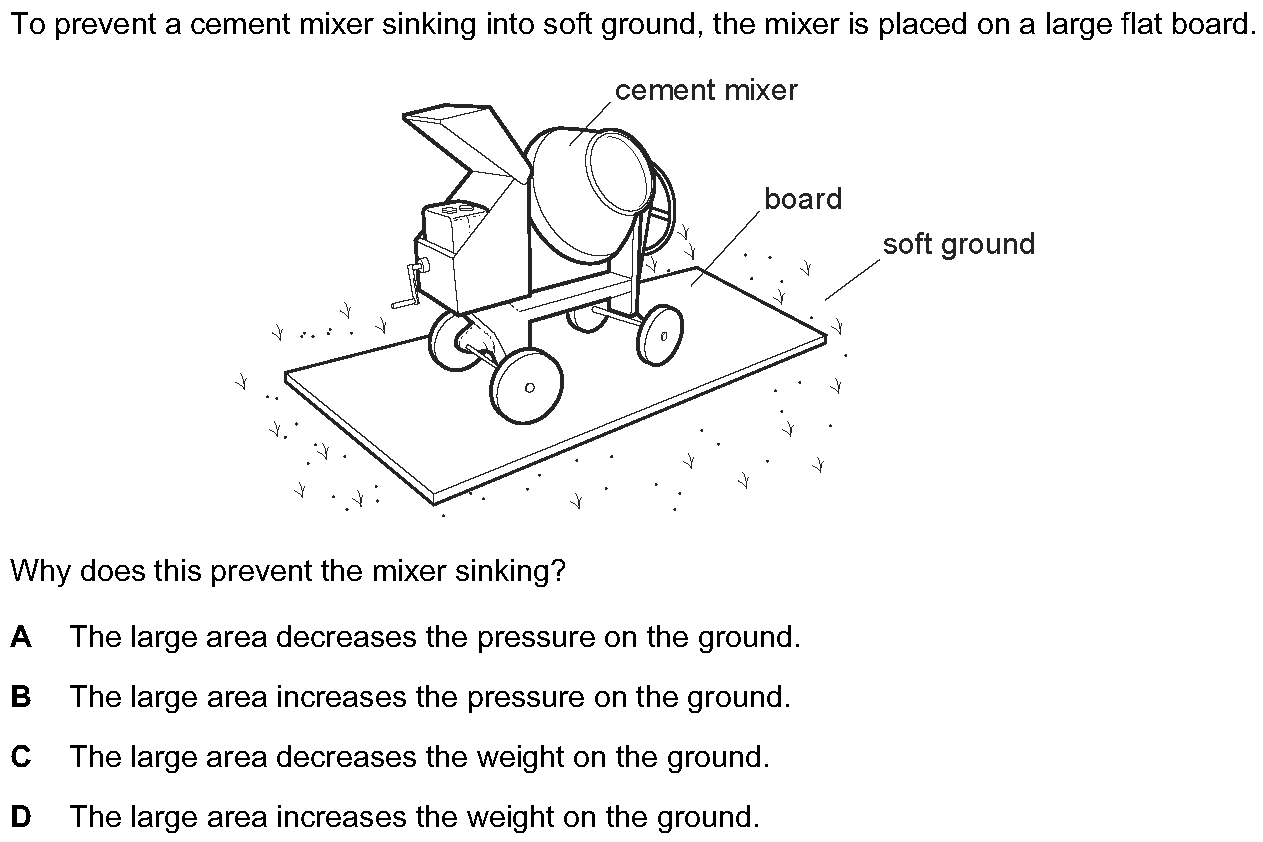 To prevent a cement mixer sinking into soft ground, the mixer is placed on a large flat board.
cement mixer
board
soft ground
Why does this prevent the mixer sinking?
A The large area decreases the pressure on the ground.
B The large area increases the pressure on the ground.
C The large area decreases the weight on the ground.
D The large area increases the weight on the ground.